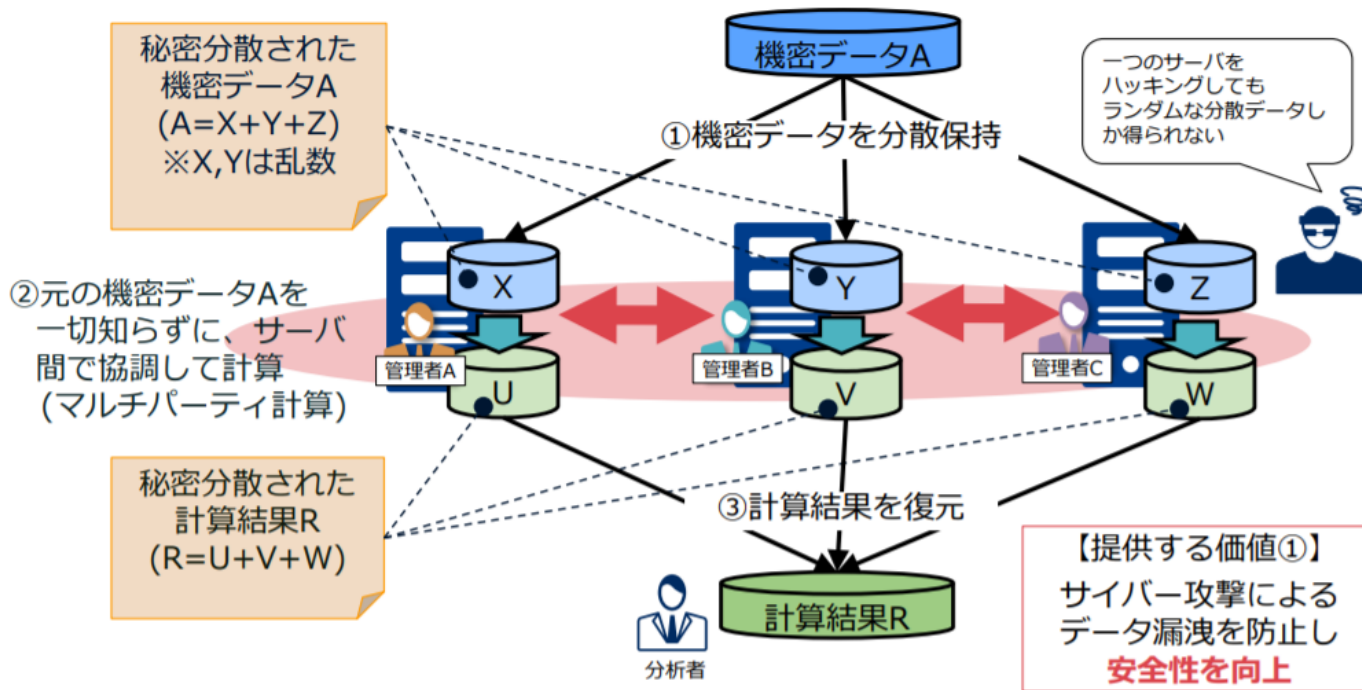 秘密分散された
機密データA
(A=X+Y+Z)
※X,Yは乱数
機密データA
一つのサーバを
ハッキングしても
ランダムな分散データし
か得られない
①機密データを分散保持
X
Y
Z
②元の機密データAを
一切知らずに、サーバ
間で協調して計算
(マルチパーティ計算)
管理者A
管理者B
管理者C
U
V
W
秘密分散された
計算結果R
(R=U+V+W)
③計算結果を復元
計算結果R
分析者
【提供する価値①】
サイバー攻撃による
データ漏洩を防止し
安全性を向上